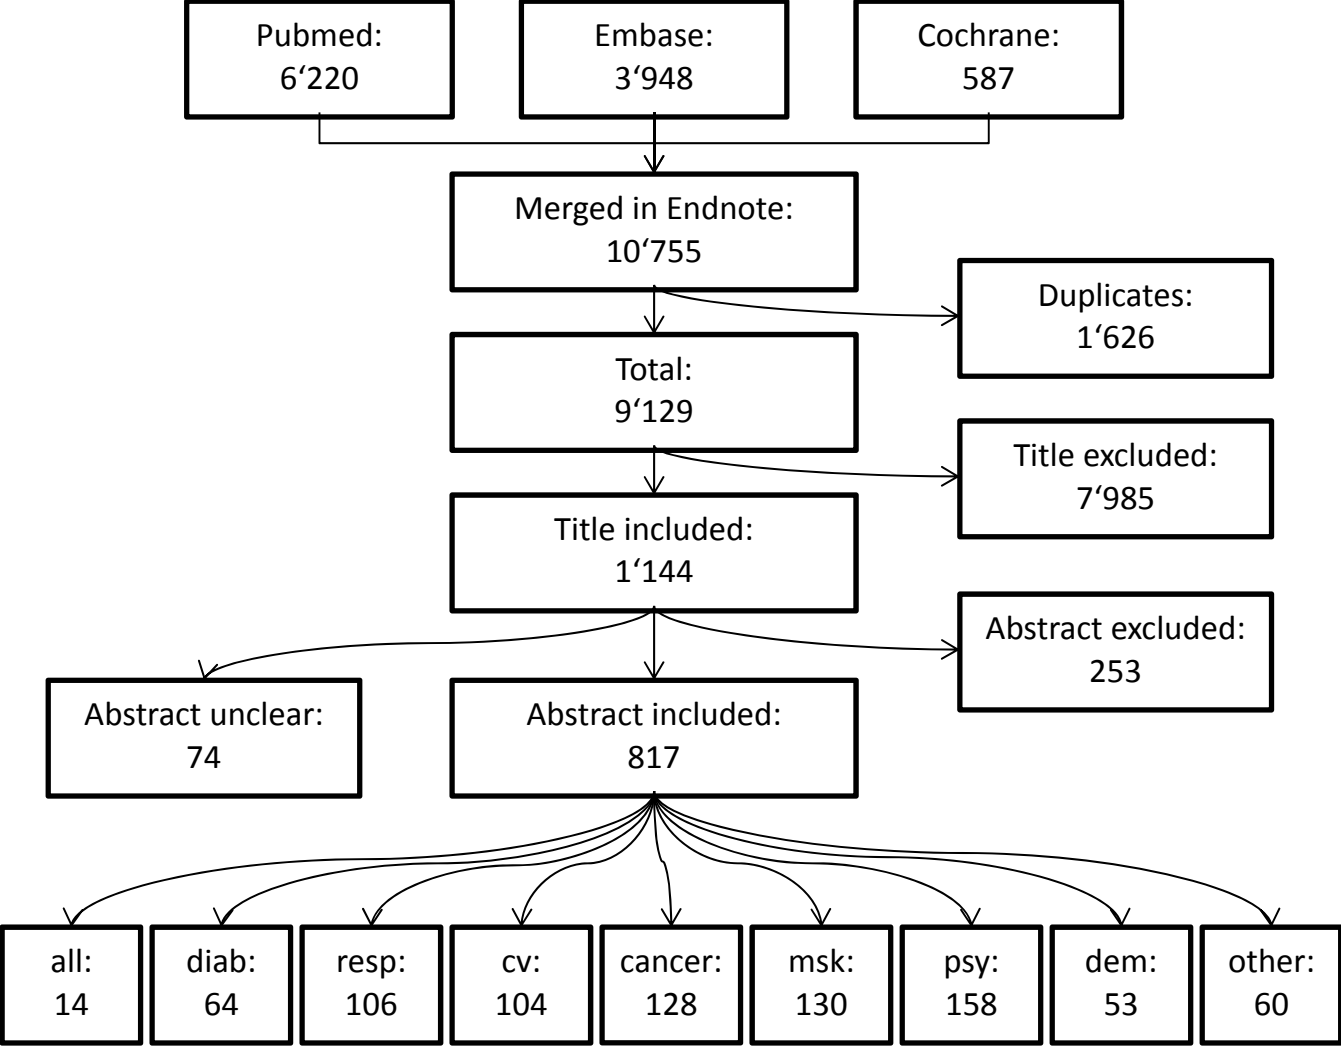 Pubmed:
6‘220
Embase:
3‘948
Cochrane:
587
Merged in Endnote:
10‘755
Duplicates:
1‘626
Total:
9‘129
Title excluded:
7‘985
Title included:
1‘144
Abstract excluded:
253
Abstract unclear:
74
Abstract included:
817
all:
14
diab:
64
resp:
106
cv:
104
cancer:
128
msk:
130
psy:
158
dem:
53
other:
60